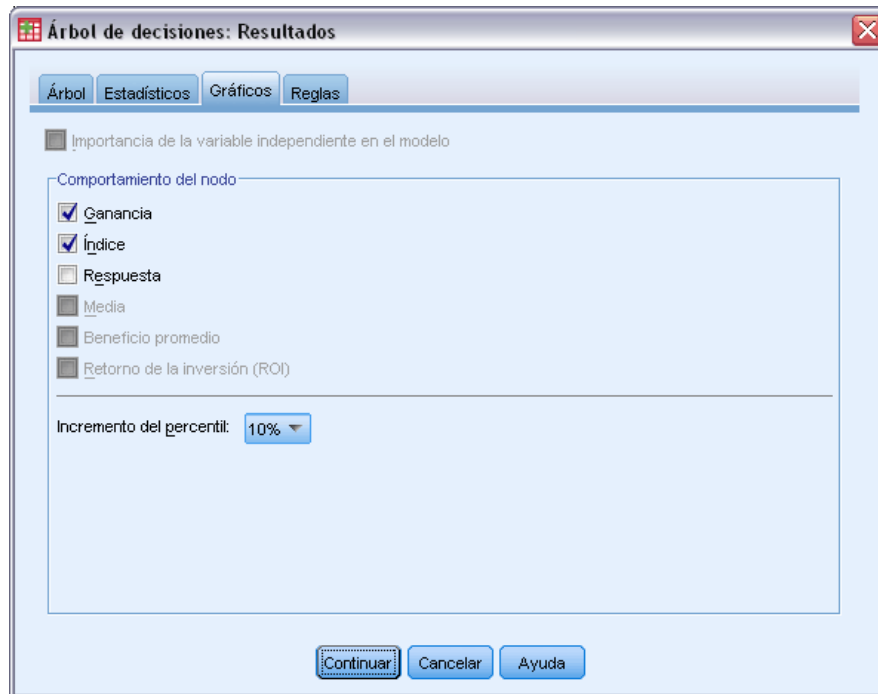 Árbol de decisiones: Resultados
Árbol Estadísticos Gráficos Reglas
Importancia de la variable independiente en el modelo
Comportamiento del nodo
Ganancia
Índice
Respuesta
Media
Beneficio promedio
Retorno de la inversión (ROI)
Incremento del percentil: 10%
Continuar Cancelar Ayuda